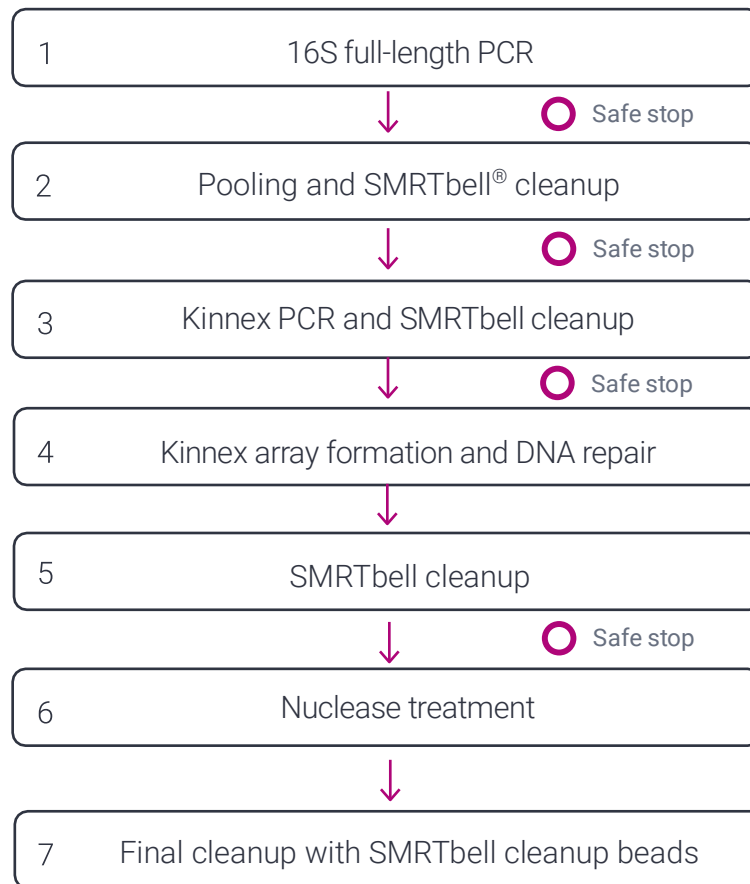 1 16S full-length PCR
Safe stop
2 Pooling and SMRTbell® cleanup
Safe stop
3 Kinnex PCR and SMRTbell cleanup
Safe stop
4 Kinnex array formation and DNA repair
5 SMRTbell cleanup
Safe stop
6 Nuclease treatment
7 Final cleanup with SMRTbell cleanup beads